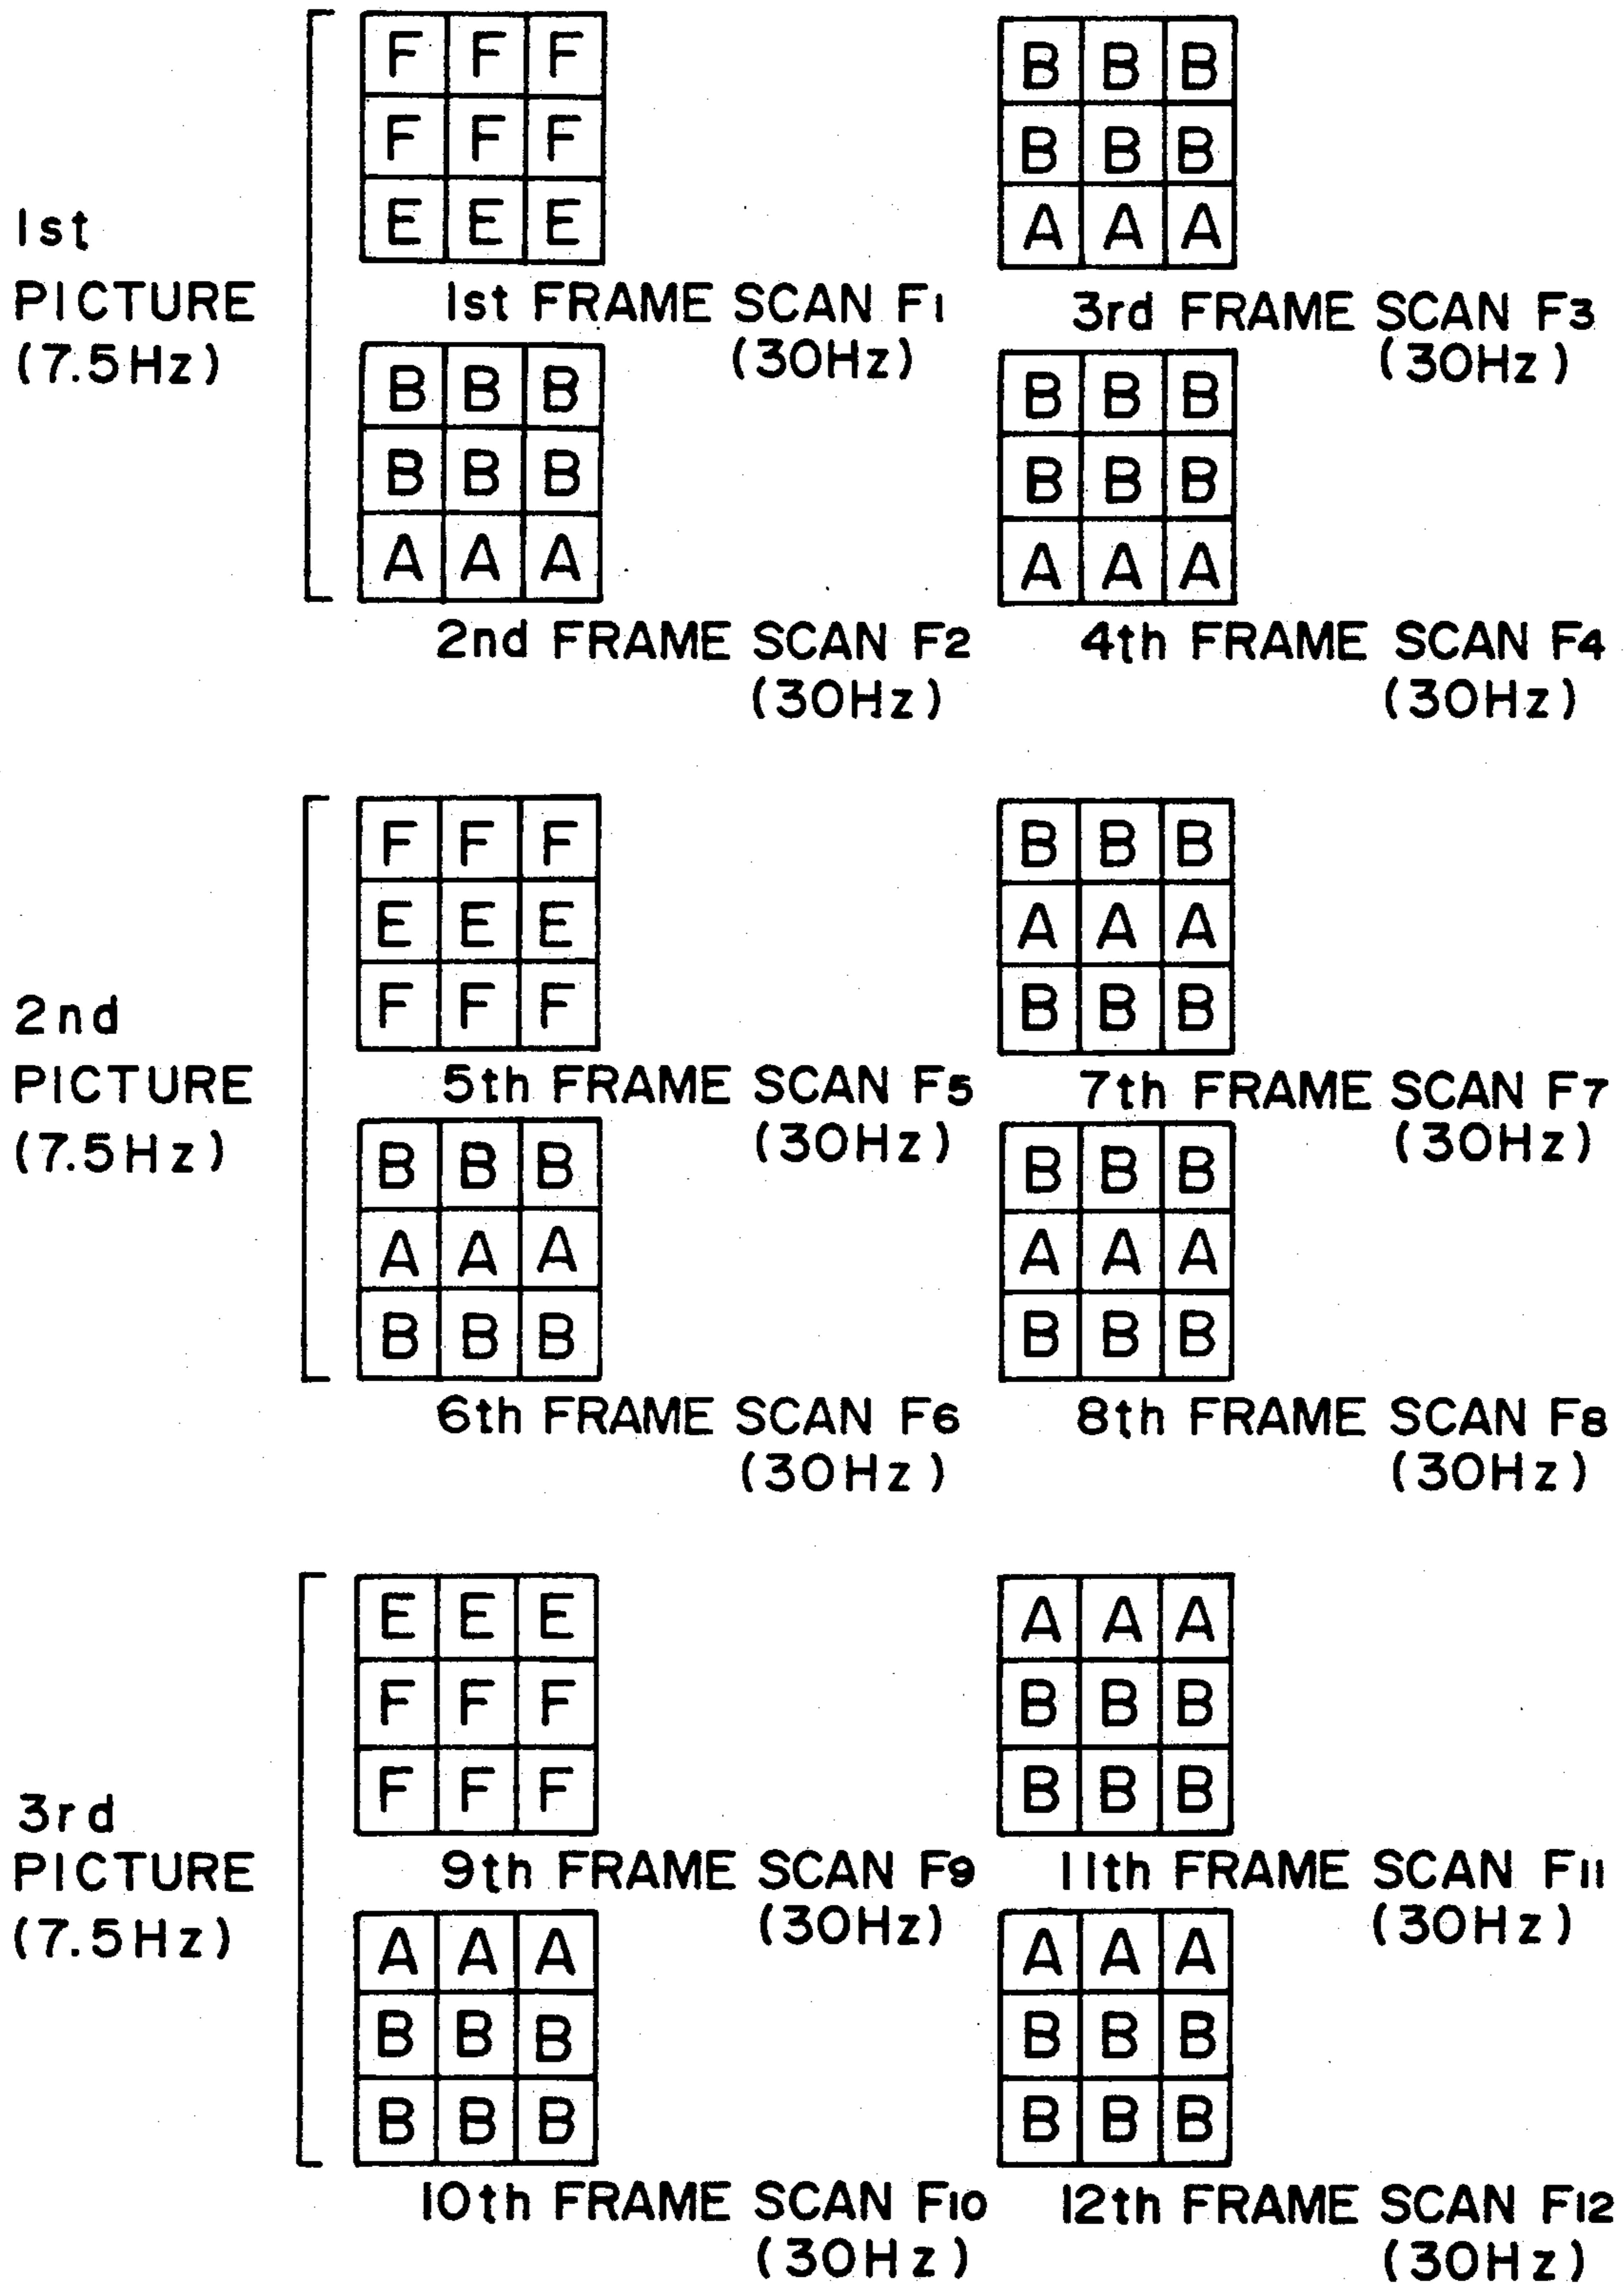 1st
PICTURE
(7.5Hz)
F F F
F F F
E E E
1st FRAME SCAN F1
(30Hz)
B B B
B B B
A A A
2nd FRAME SCAN F2
(30Hz)
B B B
B B B
A A A
3rd FRAME SCAN F3
(30Hz)
B B B
B B B
A A A
4th FRAME SCAN F4
(30Hz)
2nd
PICTURE
(7.5Hz)
F F F
E E E
F F F
5th FRAME SCAN F5
(30Hz)
B B B
A A A
B B B
6th FRAME SCAN F6
(30Hz)
B B B
A A A
B B B
7th FRAME SCAN F7
(30Hz)
B B B
A A A
B B B
8th FRAME SCAN F8
(30Hz)
3rd
PICTURE
(7.5Hz)
E E E
F F F
F F F
9th FRAME SCAN F9
(30Hz)
A A A
B B B
B B B
10th FRAME SCAN F10
(30Hz)
A A A
B B B
B B B
11th FRAME SCAN F11
(30Hz)
A A A
B B B
B B B
12th FRAME SCAN F12
(30Hz)